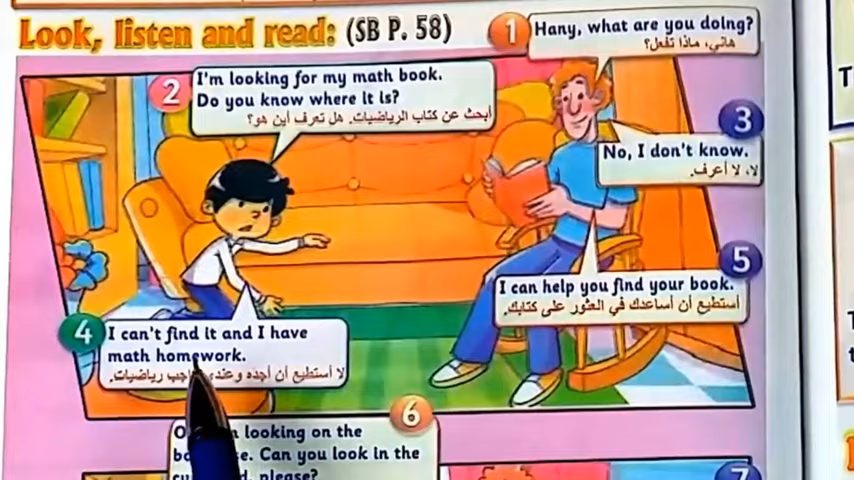 Look, listen and read: (SB P. 58)
1
Hany, what are you doing?
هاني، ماذا تفعل؟
2
I'm looking for my math book.
Do you know where it is?
أبحث عن كتاب الرياضيات. هل تعرف أين هو؟
3
No, I don't know.
لا، لا أعرف.
4
I can't find it and I have
math homework.
لا أستطيع أن أجده وعندي رياضيات.
5
I can help you find your book.
أستطيع أن أساعدك في العثور على كتابك.
6
looking on the
Can you look in the
please?
7